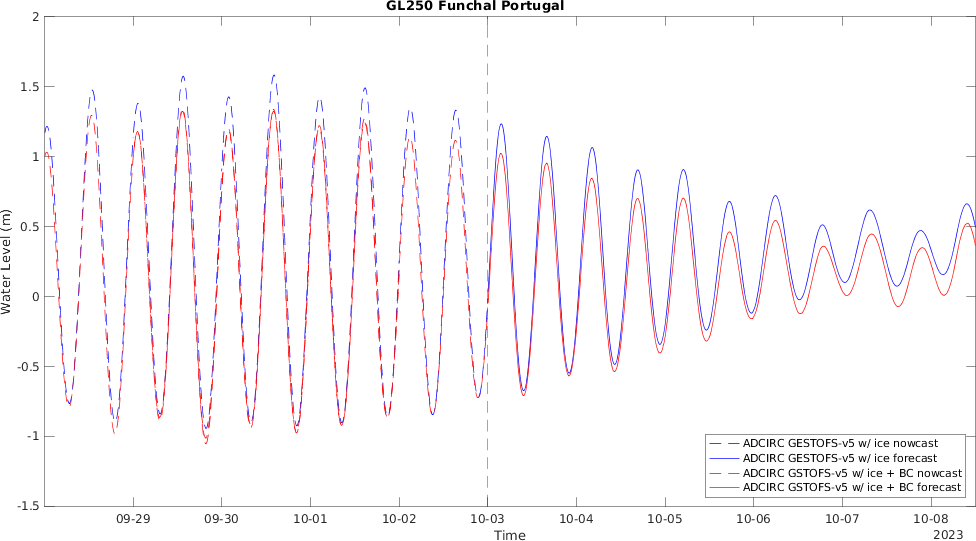 GL250 Funchal Portugal
2
1.5
1
0.5
0
-0.5
-1
-1.5
Water Level (m)
ADCIRC GESTOFS-v5 w/ ice nowcast
ADCIRC GESTOFS-v5 w/ ice forecast
ADCIRC GSTOFS-v5 w/ ice + BC nowcast
ADCIRC GSTOFS-v5 w/ ice + BC forecast
09-29 09-30 10-01 10-02 10-03 10-04 10-05 10-06 10-07 10-08
Time
2023